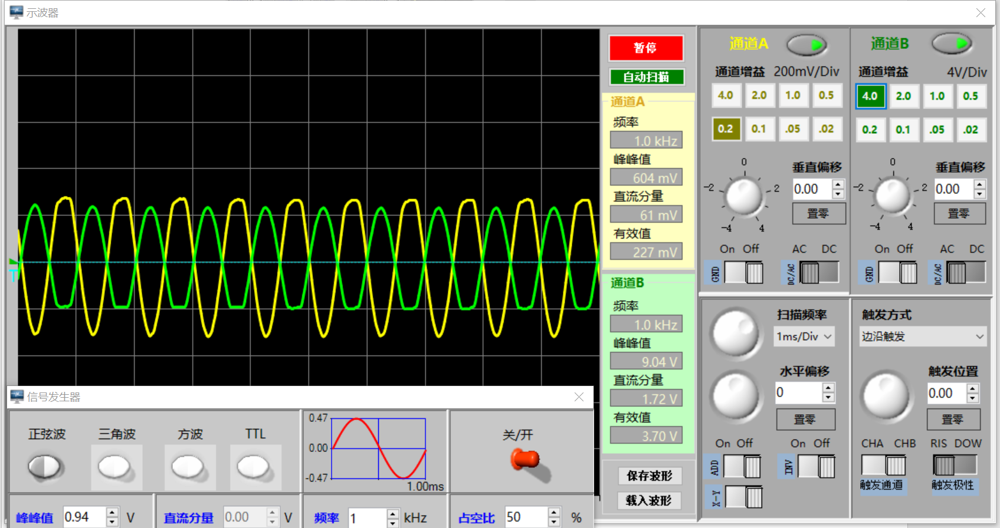 示波器
T
暂停
自动扫描
通道A
频率
1.0 kHz
峰峰值
604 mV
直流分量
61 mV
有效值
227 mV
通道B
频率
1.0 kHz
峰峰值
9.04 V
直流分量
1.72 V
有效值
3.70 V
保存波形
载入波形
通道A
通道增益 200mV/Div
4.0 2.0 1.0 0.5
0.2 0.1 .05 .02
0
-2 2
-4 4
垂直偏移
0.00
置零
On Off
AC DC
GND
DC/AC
通道B
通道增益 4V/Div
4.0 2.0 1.0 0.5
0.2 0.1 .05 .02
0
-2 2
-4 4
垂直偏移
0.00
置零
On Off
AC DC
GND
DC/AC
扫描频率
1ms/Div
水平偏移
0
置零
On Off
On Off
ADD
INV
X-Y
触发方式
边沿触发
触发位置
0.00
置零
CHA CHB
RIS DOW
触发通道
触发极性
信号发生器
正弦波 三角波 方波 TTL
0.47
0.00
-0.47
1.00ms
关/开
峰峰值 0.94 V
直流分量 0.00 V
频率 1 kHz
占空比 50 %